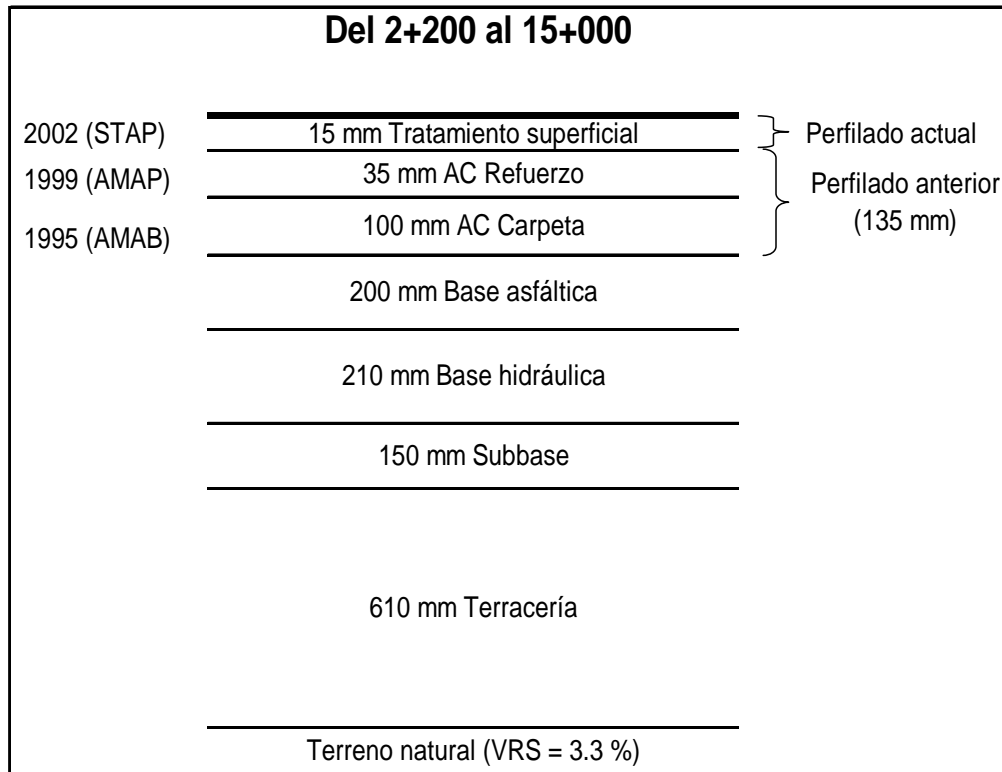 Del 2+200 al 15+000
2002 (STAP)
15 mm Tratamiento superficial
Perfilado actual
1999 (AMAP)
35 mm AC Refuerzo
Perfilado anterior
(135 mm)
1995 (AMAB)
100 mm AC Carpeta
200 mm Base asfáltica
210 mm Base hidráulica
150 mm Subbase
610 mm Terracería
Terreno natural (VRS = 3.3 %)